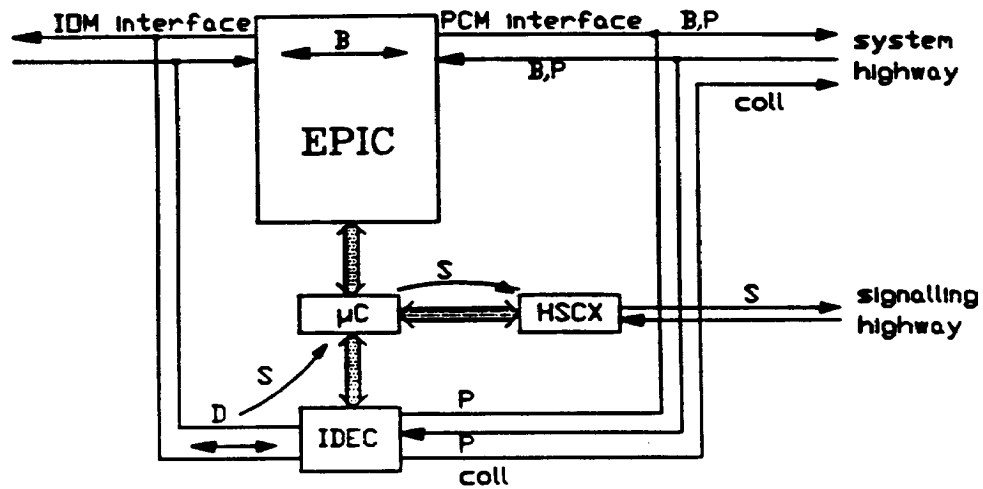 IOM interface
PCM interface
B,P
B
B,P
system
highway
coll
EPIC
S
µC
HSCX
S
signalling
highway
S
D
P
IDEC
P
coll